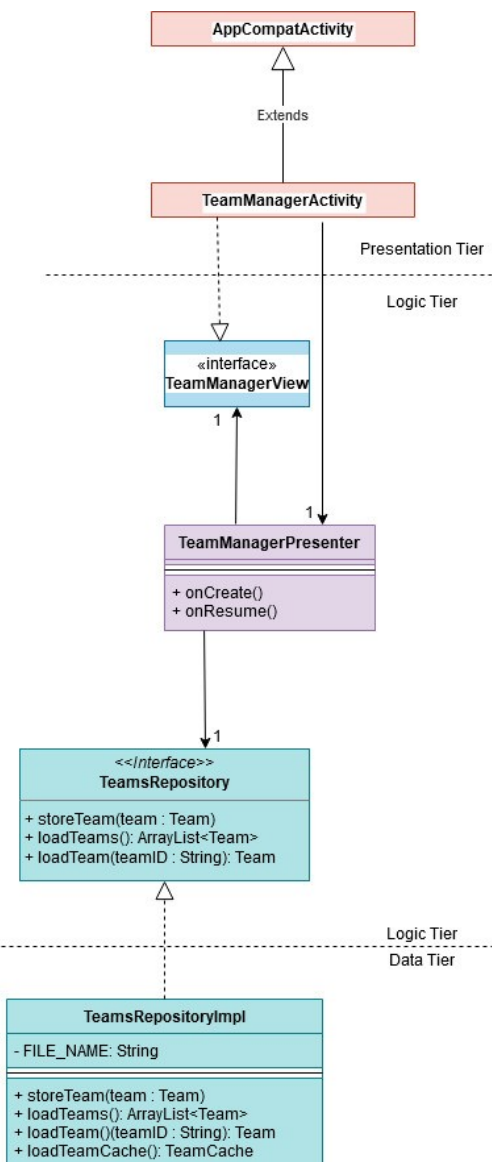 AppCompatActivity
Extends
TeamManagerActivity
Presentation Tier
Logic Tier
«interface»
TeamManagerView
1
1
TeamManagerPresenter
+ onCreate()
+ onResume()
1
<<Interface>>
TeamsRepository
+ storeTeam(team : Team)
+ loadTeams(): ArrayList<Team>
+ loadTeam(teamID : String): Team
Logic Tier
Data Tier
TeamsRepositoryImpl
- FILE_NAME: String
+ storeTeam(team : Team)
+ loadTeams(): ArrayList<Team>
+ loadTeam()(teamID : String): Team
+ loadTeamCache(): TeamCache